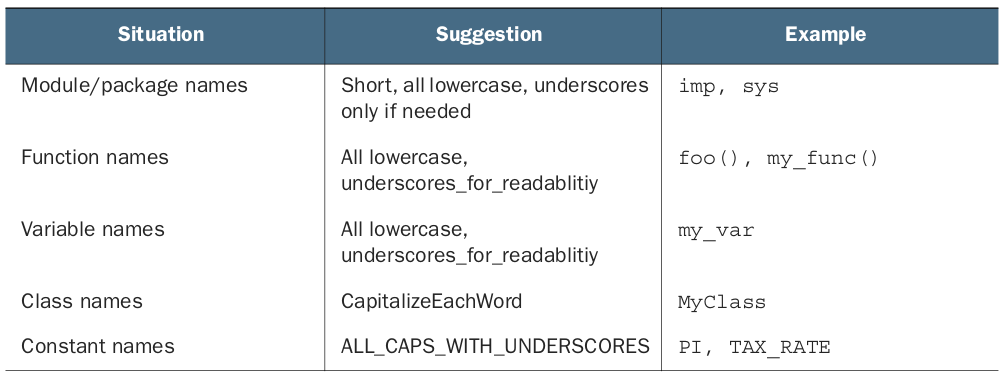 Situation Suggestion Example
Module/package names Short, all lowercase, underscores imp, sys
only if needed
Function names All lowercase, foo(), my_func()
underscores_for_readablitiy
Variable names All lowercase, my_var
underscores_for_readablitiy
Class names CapitalizeEachWord MyClass
Constant names ALL_CAPS_WITH_UNDERSCORES PI, TAX_RATE